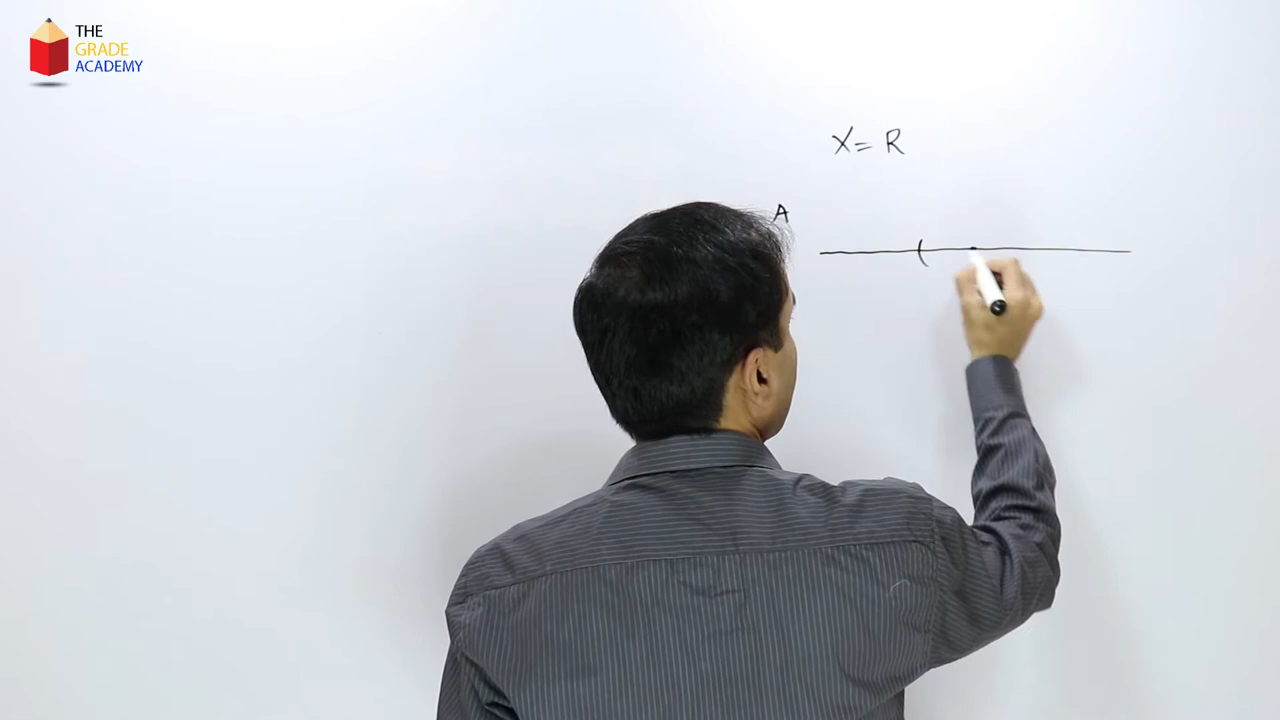 THE
GRADE
ACADEMY
X = R
A
(